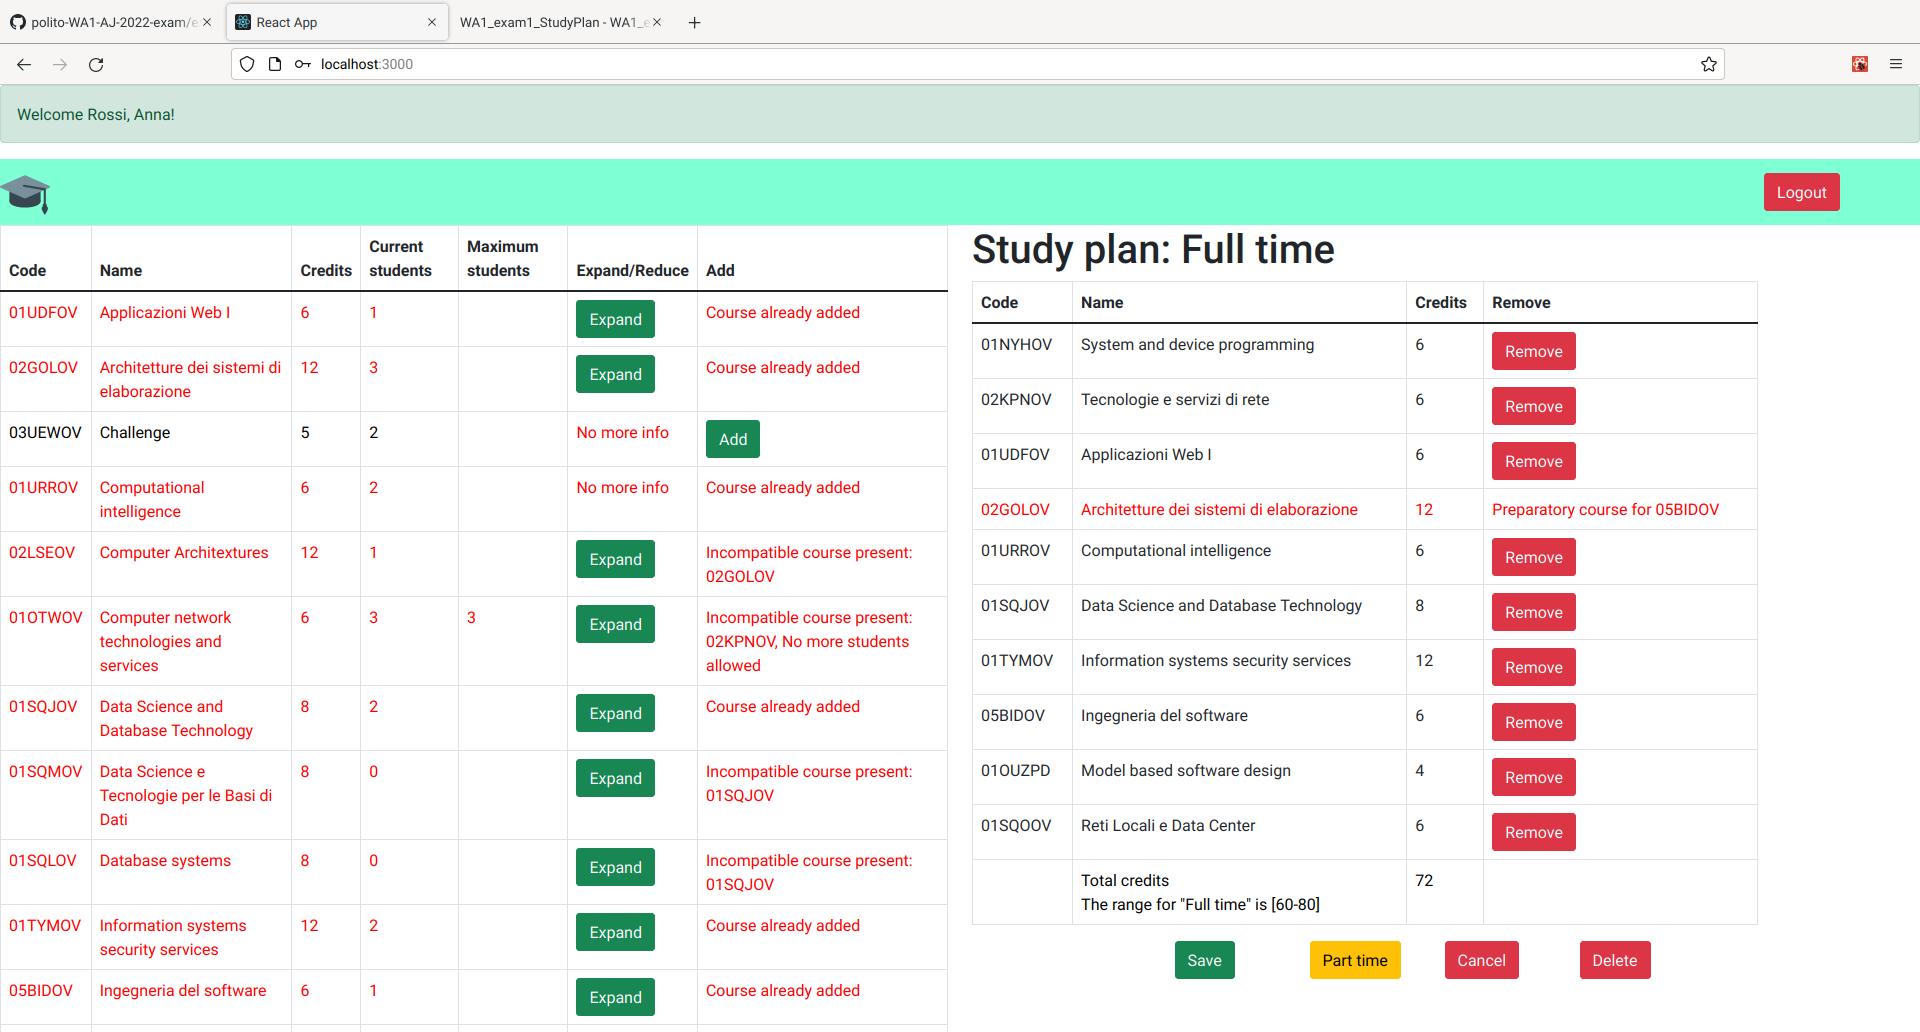 polito-WA1-AJ-2022-exam/e
React App
WA1_exam1_StudyPlan - WA1_e
localhost:3000
Welcome Rossi, Anna!
Logout
Code Name Credits Current students Maximum students Expand/Reduce Add
01UDFOV Applicazioni Web I 6 1 Expand Course already added
02GOLOV Architetture dei sistemi di elaborazione 12 3 Expand Course already added
03UEWOV Challenge 5 2 No more info Add
01URROV Computational intelligence 6 2 No more info Course already added
02LSEOV Computer Architextures 12 1 Expand Incompatible course present: 02GOLOV
01OTWOV Computer network technologies and services 6 3 3 Expand Incompatible course present: 02KPNOV, No more students allowed
01SQJOV Data Science and Database Technology 8 2 Expand Course already added
01SQMOV Data Science e Tecnologie per le Basi di Dati 8 0 Expand Incompatible course present: 01SQJOV
01SQLOV Database systems 8 0 Expand Incompatible course present: 01SQJOV
01TYMOV Information systems security services 12 2 Expand Course already added
05BIDOV Ingegneria del software 6 1 Expand Course already added
Study plan: Full time
Code Name Credits Remove
01NYHOV System and device programming 6 Remove
02KPNOV Tecnologie e servizi di rete 6 Remove
01UDFOV Applicazioni Web I 6 Remove
02GOLOV Architetture dei sistemi di elaborazione 12 Preparatory course for 05BIDOV
01URROV Computational intelligence 6 Remove
01SQJOV Data Science and Database Technology 8 Remove
01TYMOV Information systems security services 12 Remove
05BIDOV Ingegneria del software 6 Remove
01OUZPD Model based software design 4 Remove
01SQOOV Reti Locali e Data Center 6 Remove
Total credits 72
The range for "Full time" is [60-80]
Save Part time Cancel Delete